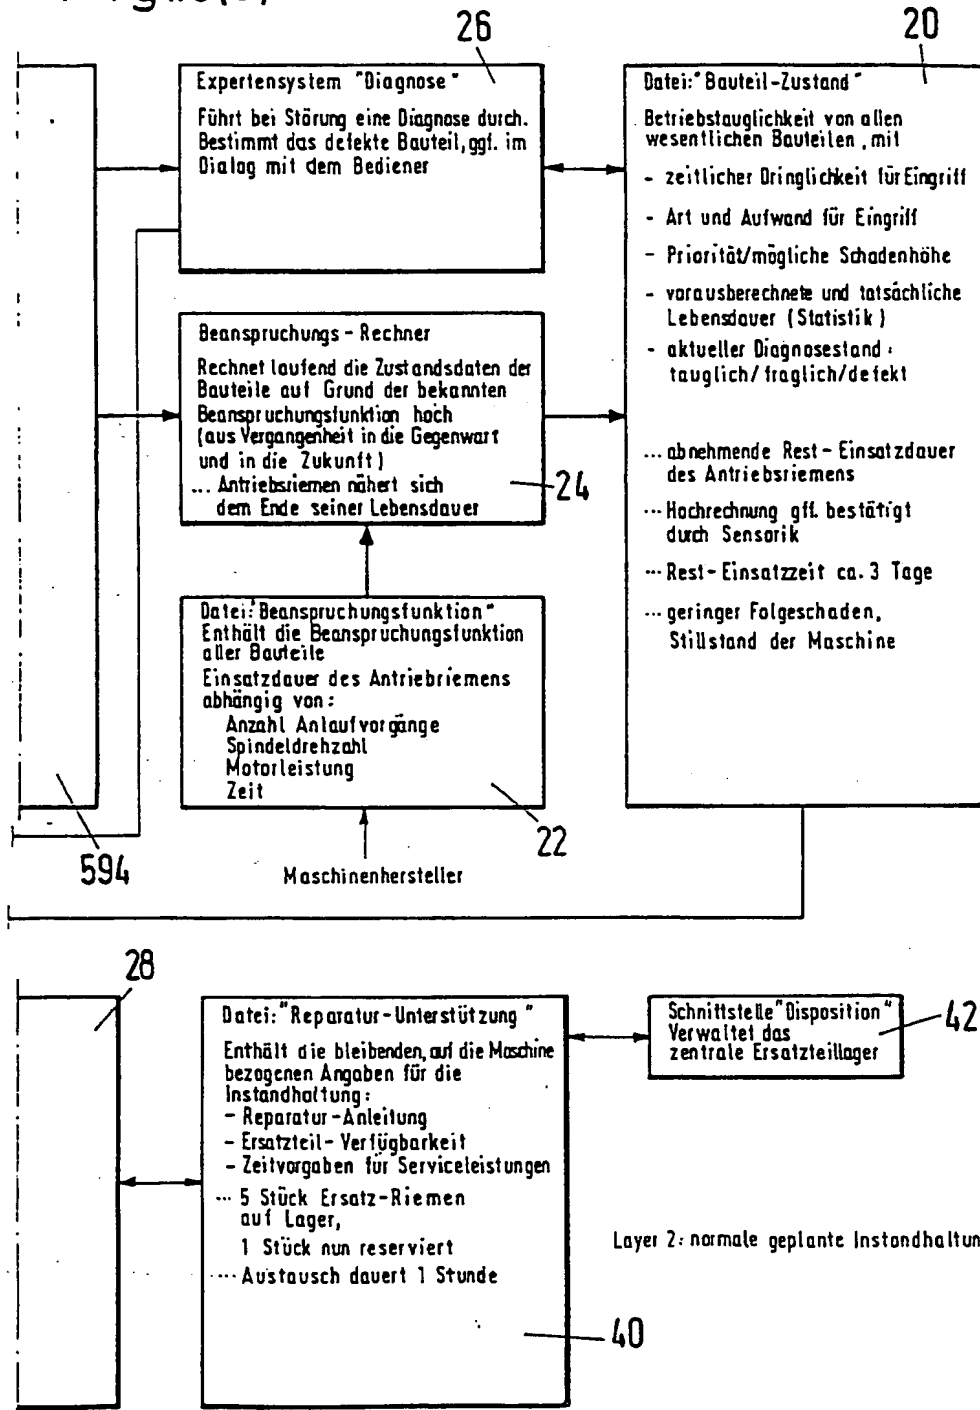 26
20
Expertensystem "Diagnose"
Führt bei Störung eine Diagnose durch.
Bestimmt das defekte Bauteil, ggf. im
Dialog mit dem Bediener
Datei: "Bauteil-Zustand"
Betriebstauglichkeit von allen
wesentlichen Bauteilen, mit
- zeitlicher Dringlichkeit für Eingriff
- Art und Aufwand für Eingriff
- Priorität/mögliche Schadenhöhe
- vorausberechnete und tatsächliche
Lebensdauer (Statistik)
- aktueller Diagnosestand:
tauglich/fraglich/defekt
... abnehmende Rest-Einsatzdauer
des Antriebsriemens
... Hochrechnung gff. bestätigt
durch Sensorik
... Rest-Einsatzzeit ca. 3 Tage
... geringer Folgeschaden,
Stillstand der Maschine
Beanspruchungs-Rechner
Rechnet laufend die Zustandsdaten der
Bauteile auf Grund der bekannten
Beanspruchungsfunktion hoch
(aus Vergangenheit in die Gegenwart
und in die Zukunft)
... Antriebsriemen nähert sich
dem Ende seiner Lebensdauer
24
Datei: "Beanspruchungsfunktion"
Enthält die Beanspruchungsfunktion
aller Bauteile
Einsatzdauer des Antriebriemens
abhängig von:
Anzahl Anlaufvorgänge
Spindeldrehzahl
Motorleistung
Zeit
22
594
Maschinenhersteller
28
Datei: "Reparatur-Unterstützung"
Enthält die bleibenden, auf die Maschine
bezogenen Angaben für die
Instandhaltung:
- Reparatur-Anleitung
- Ersatzteil-Verfügbarkeit
- Zeitvorgaben für Serviceleistungen
... 5 Stück Ersatz-Riemen
auf Lager,
1 Stück nun reserviert
.... Austausch dauert 1 Stunde
40
Schnittstelle "Disposition"
Verwaltet das
zentrale Ersatzteillager
42
Layer 2: normale geplante Instandhaltun